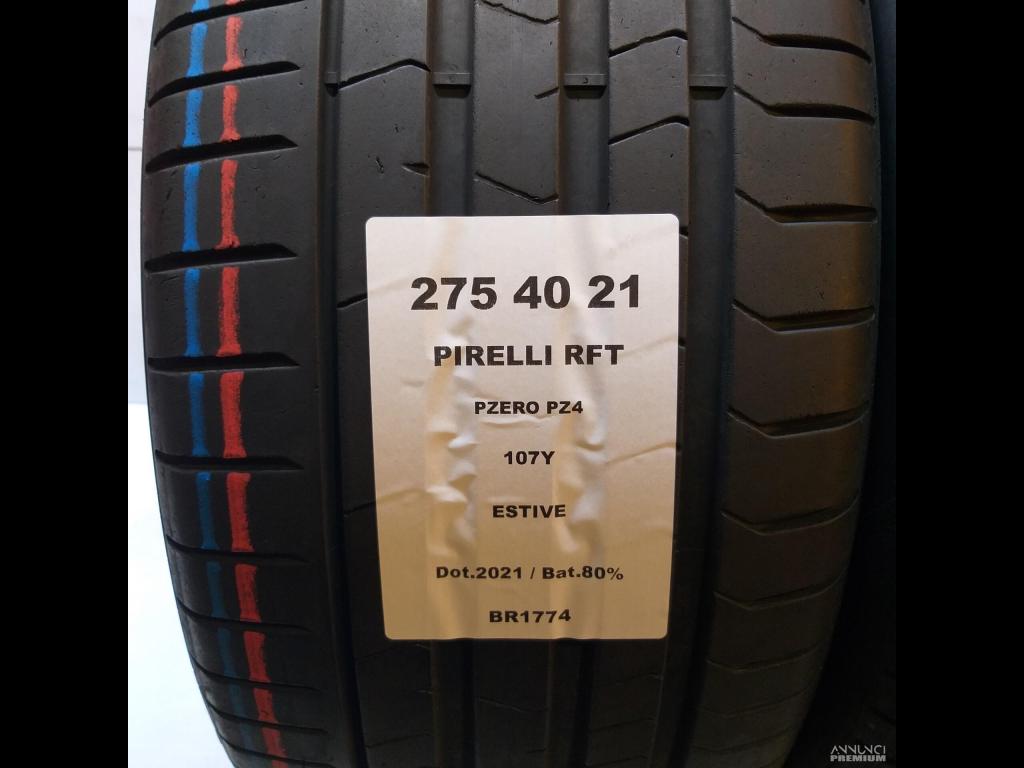 275 40 21
PIRELLI RFT
PZERO PZ4
107Y
ESTIVE
Dot.2021 / Bat.80%
BR1774
ANNUNCI
PREMIUM